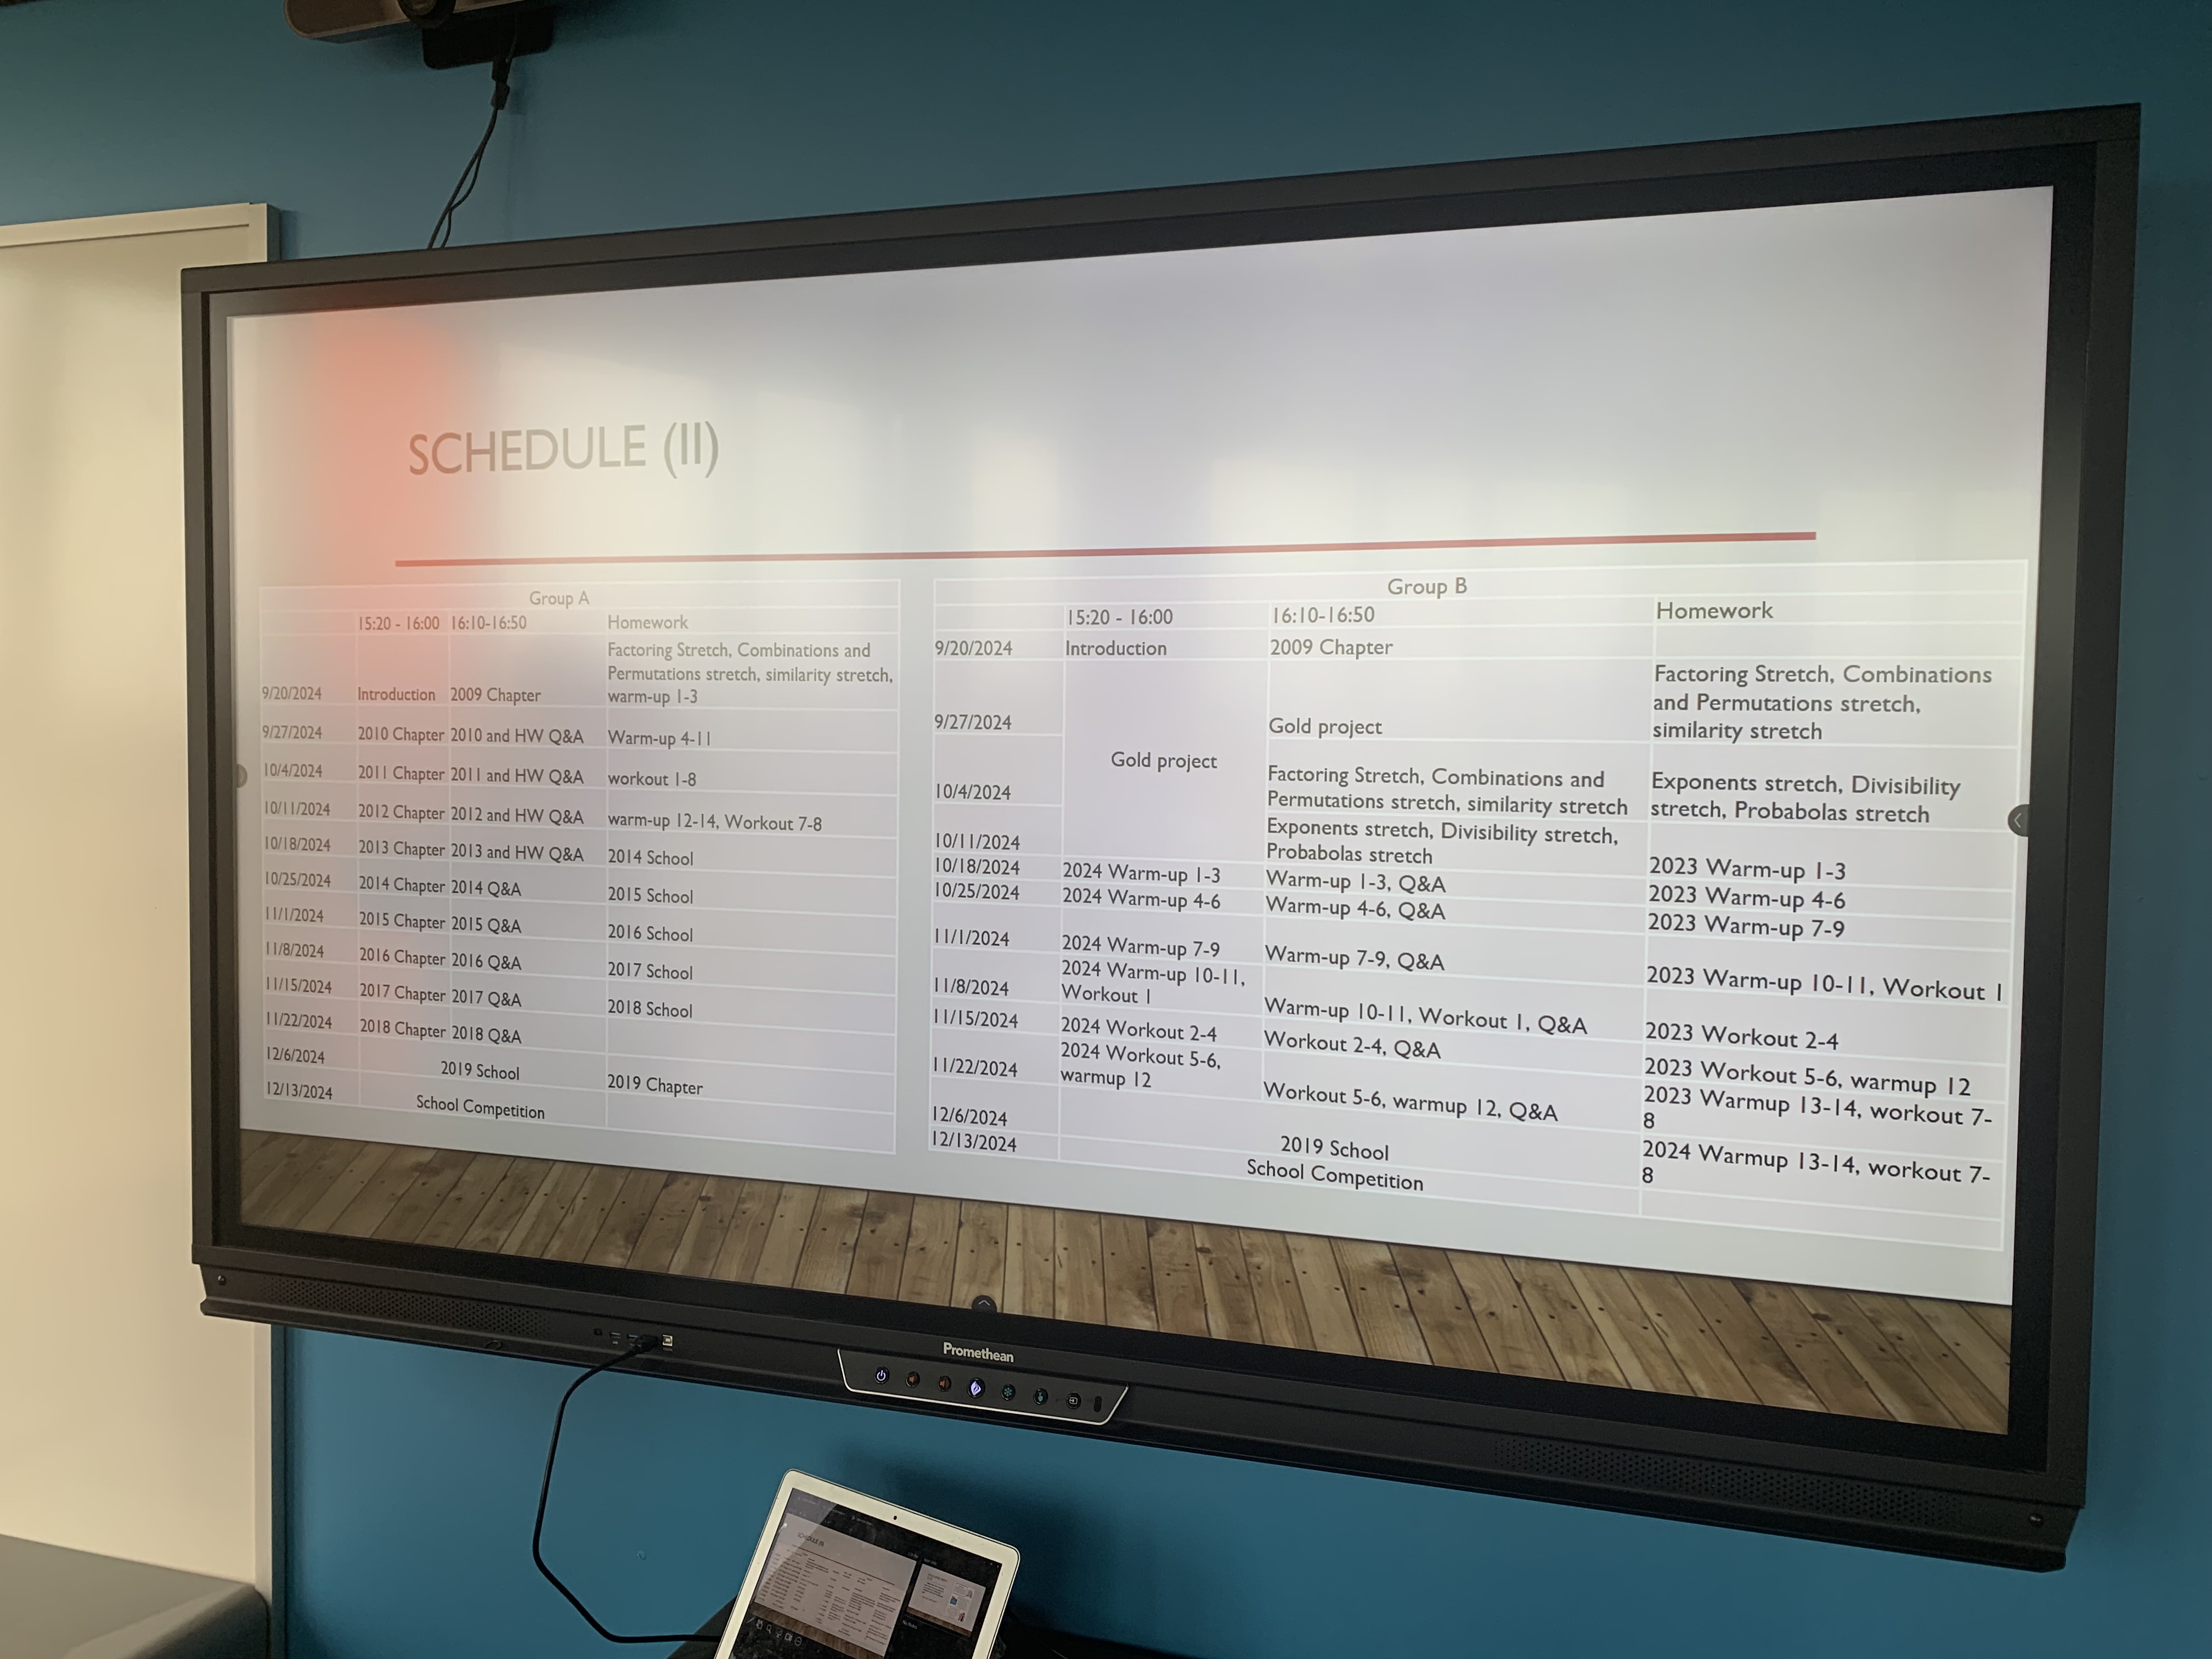 SCHEDULE (II)
Group A
15:20 - 16:00 16:10-16:50 Homework
Factoring Stretch, Combinations and
Permutations stretch, similarity stretch,
9/20/2024 Introduction 2009 Chapter warm-up 1-3
9/27/2024 2010 Chapter 2010 and HW Q&A Warm-up 4-11
10/4/2024 2011 Chapter 2011 and HW Q&A workout 1-8
10/11/2024 2012 Chapter 2012 and HW Q&A warm-up 12-14, Workout 7-8
10/18/2024 2013 Chapter 2013 and HW Q&A 2014 School
10/25/2024 2014 Chapter 2014 Q&A 2015 School
11/1/2024 2015 Chapter 2015 Q&A 2016 School
11/8/2024 2016 Chapter 2016 Q&A 2017 School
11/15/2024 2017 Chapter 2017 Q&A 2018 School
11/22/2024 2018 Chapter 2018 Q&A
12/6/2024 2019 School 2019 Chapter
12/13/2024 School Competition
Group B
15:20 - 16:00 16:10-16:50 Homework
9/20/2024 Introduction 2009 Chapter
Factoring Stretch, Combinations
and Permutations stretch,
9/27/2024 Gold project similarity stretch
Gold project
Factoring Stretch, Combinations and Exponents stretch, Divisibility
10/4/2024 Permutations stretch, similarity stretch stretch, Probabolas stretch
Exponents stretch, Divisibility stretch,
10/11/2024 Probabolas stretch 2023 Warm-up 1-3
10/18/2024 2024 Warm-up 1-3 Warm-up 1-3, Q&A 2023 Warm-up 4-6
10/25/2024 2024 Warm-up 4-6 Warm-up 4-6, Q&A 2023 Warm-up 7-9
11/1/2024 2024 Warm-up 7-9 Warm-up 7-9, Q&A 2023 Warm-up 10-11, Workout 1
2024 Warm-up 10-11,
11/8/2024 Workout 1 Warm-up 10-11, Workout 1, Q&A 2023 Workout 2-4
11/15/2024 2024 Workout 2-4 Workout 2-4, Q&A 2023 Workout 5-6, warmup 12
2024 Workout 5-6, 2023 Warmup 13-14, workout 7-
11/22/2024 warmup 12 Workout 5-6, warmup 12, Q&A 8
12/6/2024 2019 School 2024 Warmup 13-14, workout 7-
8
12/13/2024 School Competition
Promethean